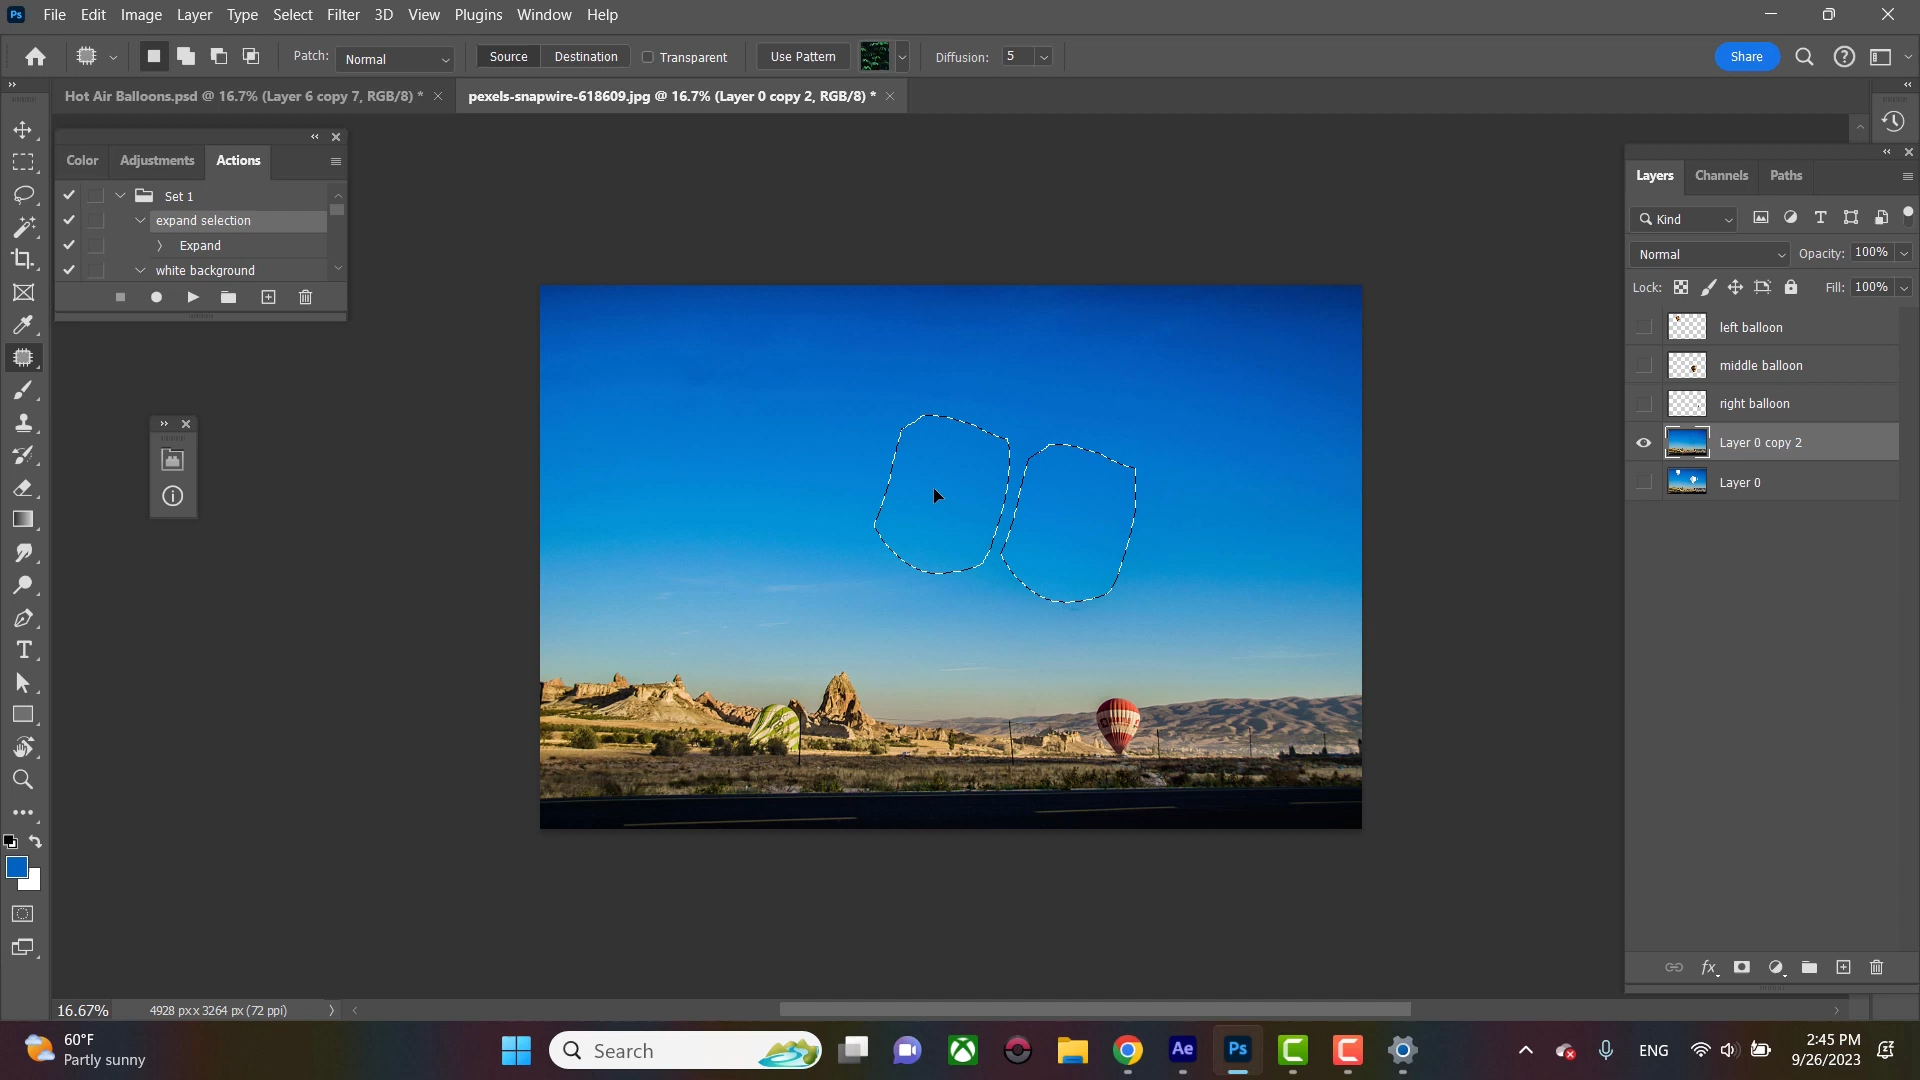 Ps File Edit Image Layer Type Select Filter 3D View Plugins Window Help
Patch: Normal Source Destination Transparent Use Pattern Diffusion: 5 Share
Hot Air Balloons.psd @ 16.7% (Layer 6 copy 7, RGB/8) * pexels-snapwire-618609.jpg @ 16.7% (Layer 0 copy 2, RGB/8) *
Color Adjustments Actions
Set 1
expand selection
Expand
white background
Layers Channels Paths
Kind
Normal Opacity: 100%
Lock: Fill: 100%
left balloon
middle balloon
right balloon
Layer 0 copy 2
Layer 0
fx
16.67% 4928 px x 3264 px (72 ppi)
60°F
Partly sunny
Search
Ae Ps
ENG
2:45 PM
9/26/2023